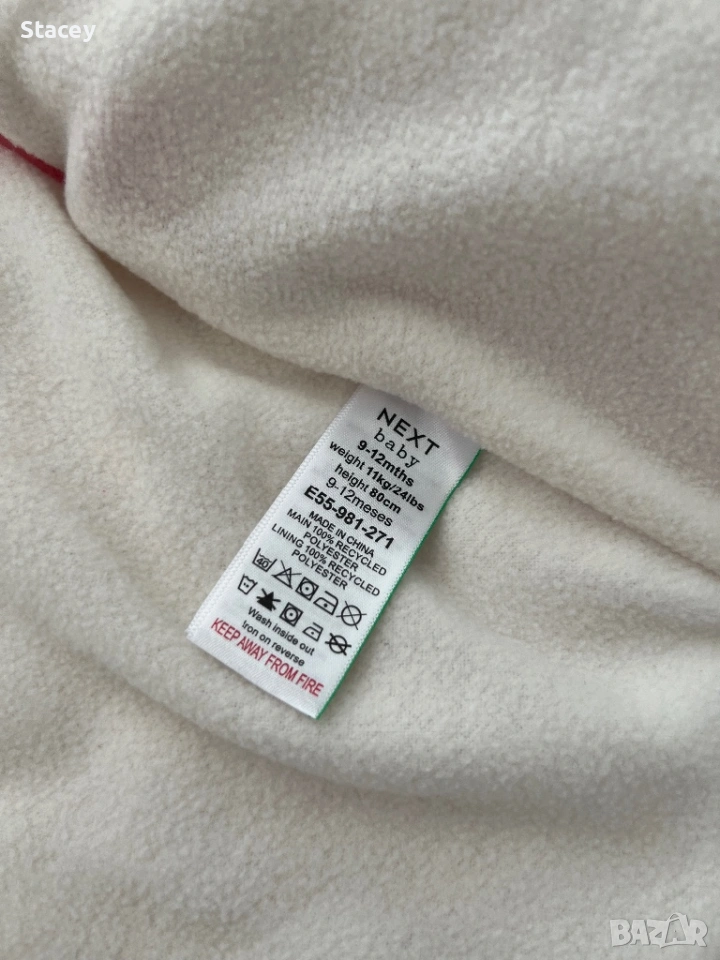 Stacey
NEXT
baby
9-12mths
weight 11kg/24lbs
height 80cm
9-12meses
E55-981-271
MADE IN CHINA
MAIN 100% RECYCLED
POLYESTER
LINING 100% RECYCLED
POLYESTER
40
Wash inside out
Iron on reverse
KEEP AWAY FROM FIRE
BAZAR